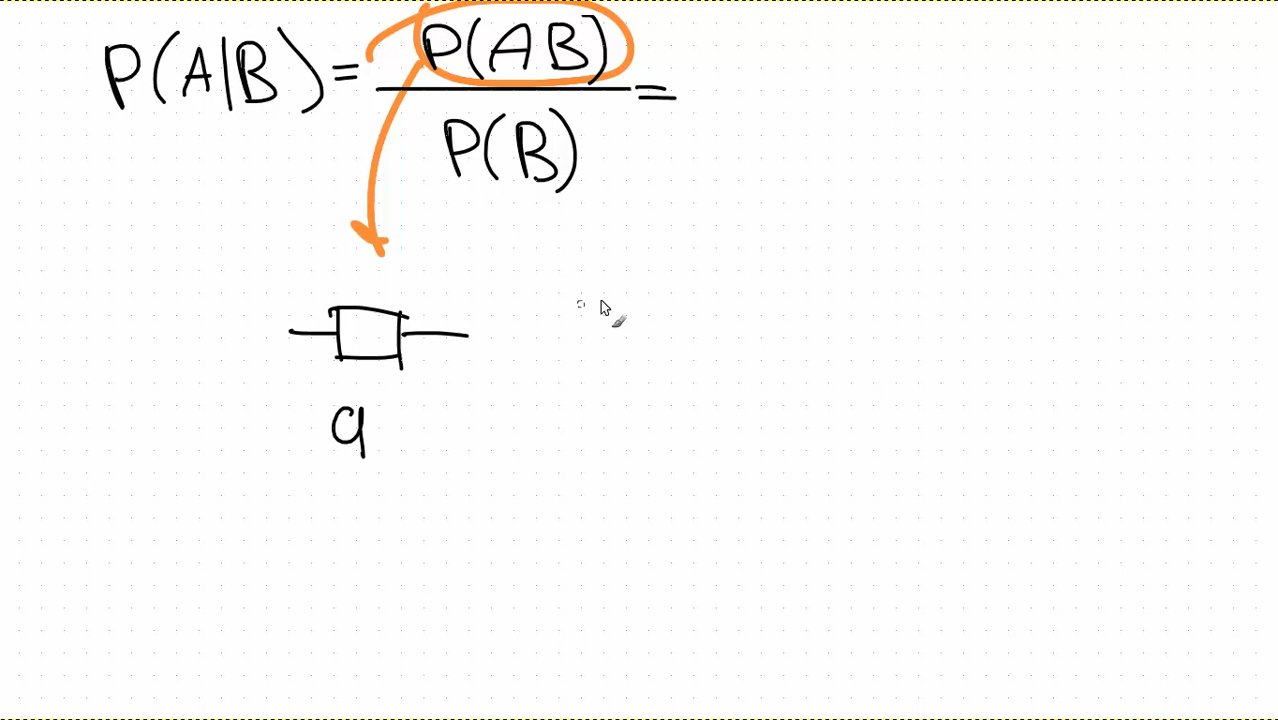 P(A|B) = P(AB) / P(B) =
q